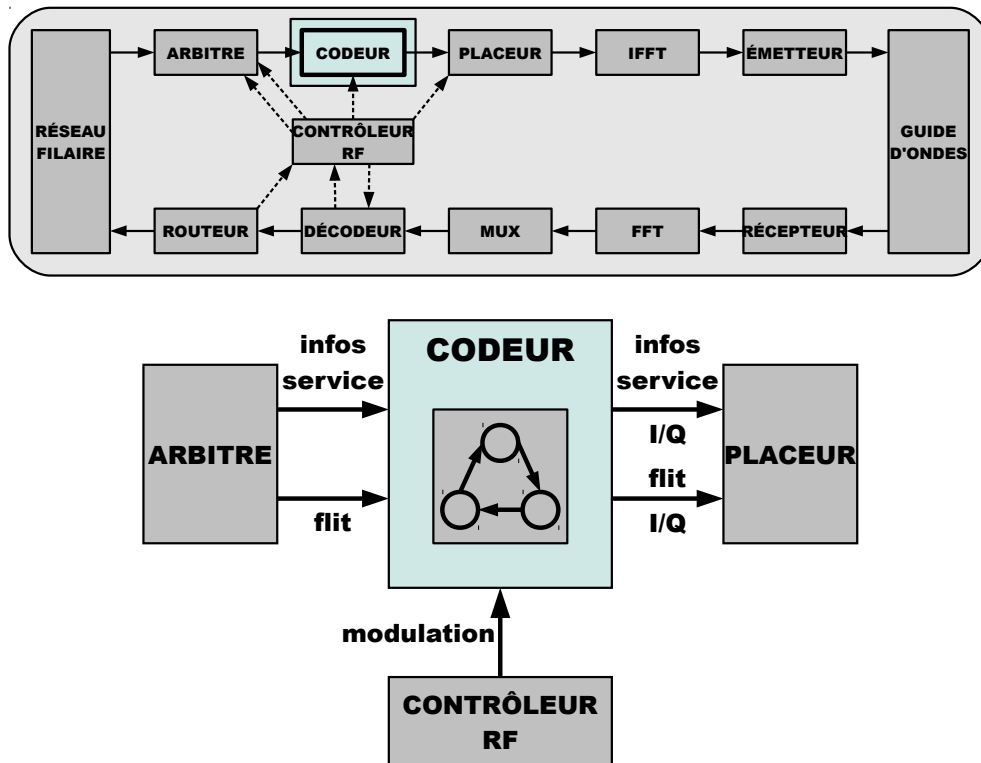 ARBITRE
CODEUR
PLACEUR
IFFT
ÉMETTEUR
RÉSEAU
FILAIRE
CONTRÔLEUR
RF
GUIDE
D'ONDES
ROUTEUR
DÉCODEUR
MUX
FFT
RÉCEPTEUR
infos
service
CODEUR
infos
service
I/Q
ARBITRE
PLACEUR
flit
flit
I/Q
modulation
CONTRÔLEUR
RF